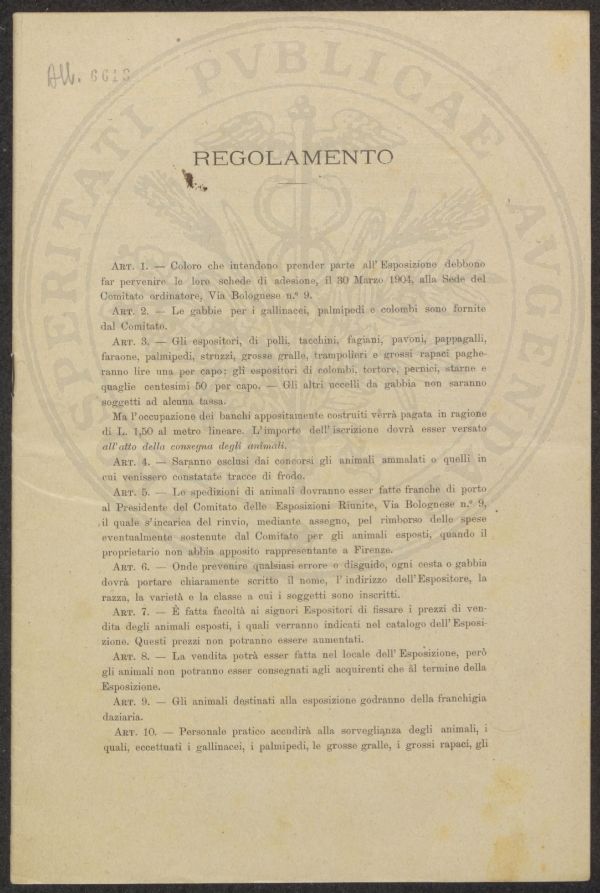 All. 6613
PROSPERITATI PVBLICAE AVGENDAE
REGOLAMENTO
ART. 1. — Coloro che intendono prender parte all' Esposizione debbono
far pervenire le loro schede di adesione, il 30 Marzo 1904, alla Sede del
Comitato ordinatore, Via Bolognese n.° 9.
ART. 2. — Le gabbie per i gallinacei, palmipedi e colombi sono fornite
dal Comitato.
ART. 3. — Gli espositori, di polli, tacchini, fagiani, pavoni, pappagalli,
faraone, palmipedi, struzzi, grosse gralle, trampolieri e grossi rapaci paghe-
ranno lire una per capo; gli espositori di colombi, tortore, pernici, starne e
quaglie centesimi 50 per capo. — Gli altri uccelli da gabbia non saranno
soggetti ad alcuna tassa.
Ma l'occupazione dei banchi appositamente costruiti verrà pagata in ragione
di L. 1,50 al metro lineare. L'importo dell'iscrizione dovrà esser versato
all'atto della consegna degli animali.
ART. 4. — Saranno esclusi dai concorsi gli animali ammalati o quelli in
cui venissero constatate tracce di frode.
ART. 5. — Le spedizioni di animali dovranno esser fatte franche di porto
al Presidente del Comitato delle Esposizioni Riunite, Via Bolognese n.° 9,
il quale s'incarica del rinvio, mediante assegno, pel rimborso delle spese
eventualmente sostenute dal Comitato per gli animali esposti, quando il
proprietario non abbia apposito rappresentante a Firenze.
ART. 6. — Onde prevenire qualsiasi errore o disguido, ogni cesta o gabbia
dovrà portare chiaramente scritto il nome, l'indirizzo dell'Espositore, la
razza, la varietà e la classe a cui i soggetti sono inscritti.
ART. 7. — È fatta facoltà ai signori Espositori di fissare i prezzi di ven-
dita degli animali esposti, i quali verranno indicati nel catalogo dell'Esposi-
zione. Questi prezzi non potranno essere aumentati.
ART. 8. — La vendita potrà esser fatta nel locale dell' Esposizione, però
gli animali non potranno esser consegnati agli acquirenti che al termine della
Esposizione.
ART. 9. — Gli animali destinati alla esposizione godranno della franchigia
daziaria.
ART. 10. — Personale pratico accudirà alla sorveglianza degli animali, i
quali, eccettuati i gallinacei, i palmipedi, le grosse gralle, i grossi rapaci, gli